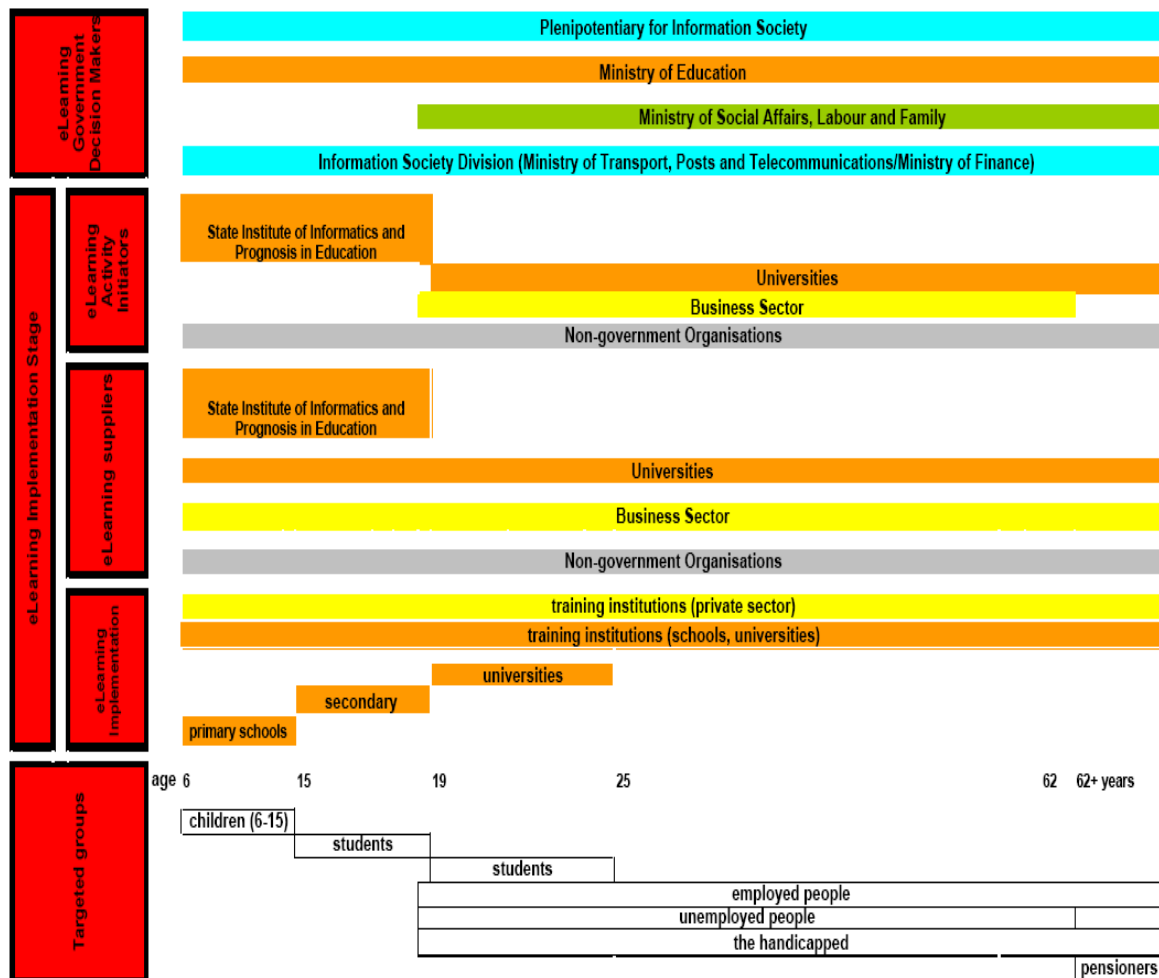 eLearning
Government
Decision Makers
Plenipotentiary for Information Society
Ministry of Education
Ministry of Social Affairs, Labour and Family
Information Society Division (Ministry of Transport, Posts and Telecommunications/Ministry of Finance)
eLearning Implementation Stage
eLearning
Activity
Initiators
State Institute of Informatics and
Prognosis in Education
Universities
Business Sector
Non-government Organisations
eLearning suppliers
State Institute of Informatics and
Prognosis in Education
Universities
Business Sector
Non-government Organisations
eLearning
Implementation
training institutions (private sector)
training institutions (schools, universities)
universities
secondary
primary schools
Targeted groups
age 6 15 19 25 62 62+ years
children (6-15)
students
students
employed people
unemployed people
the handicapped
pensioners